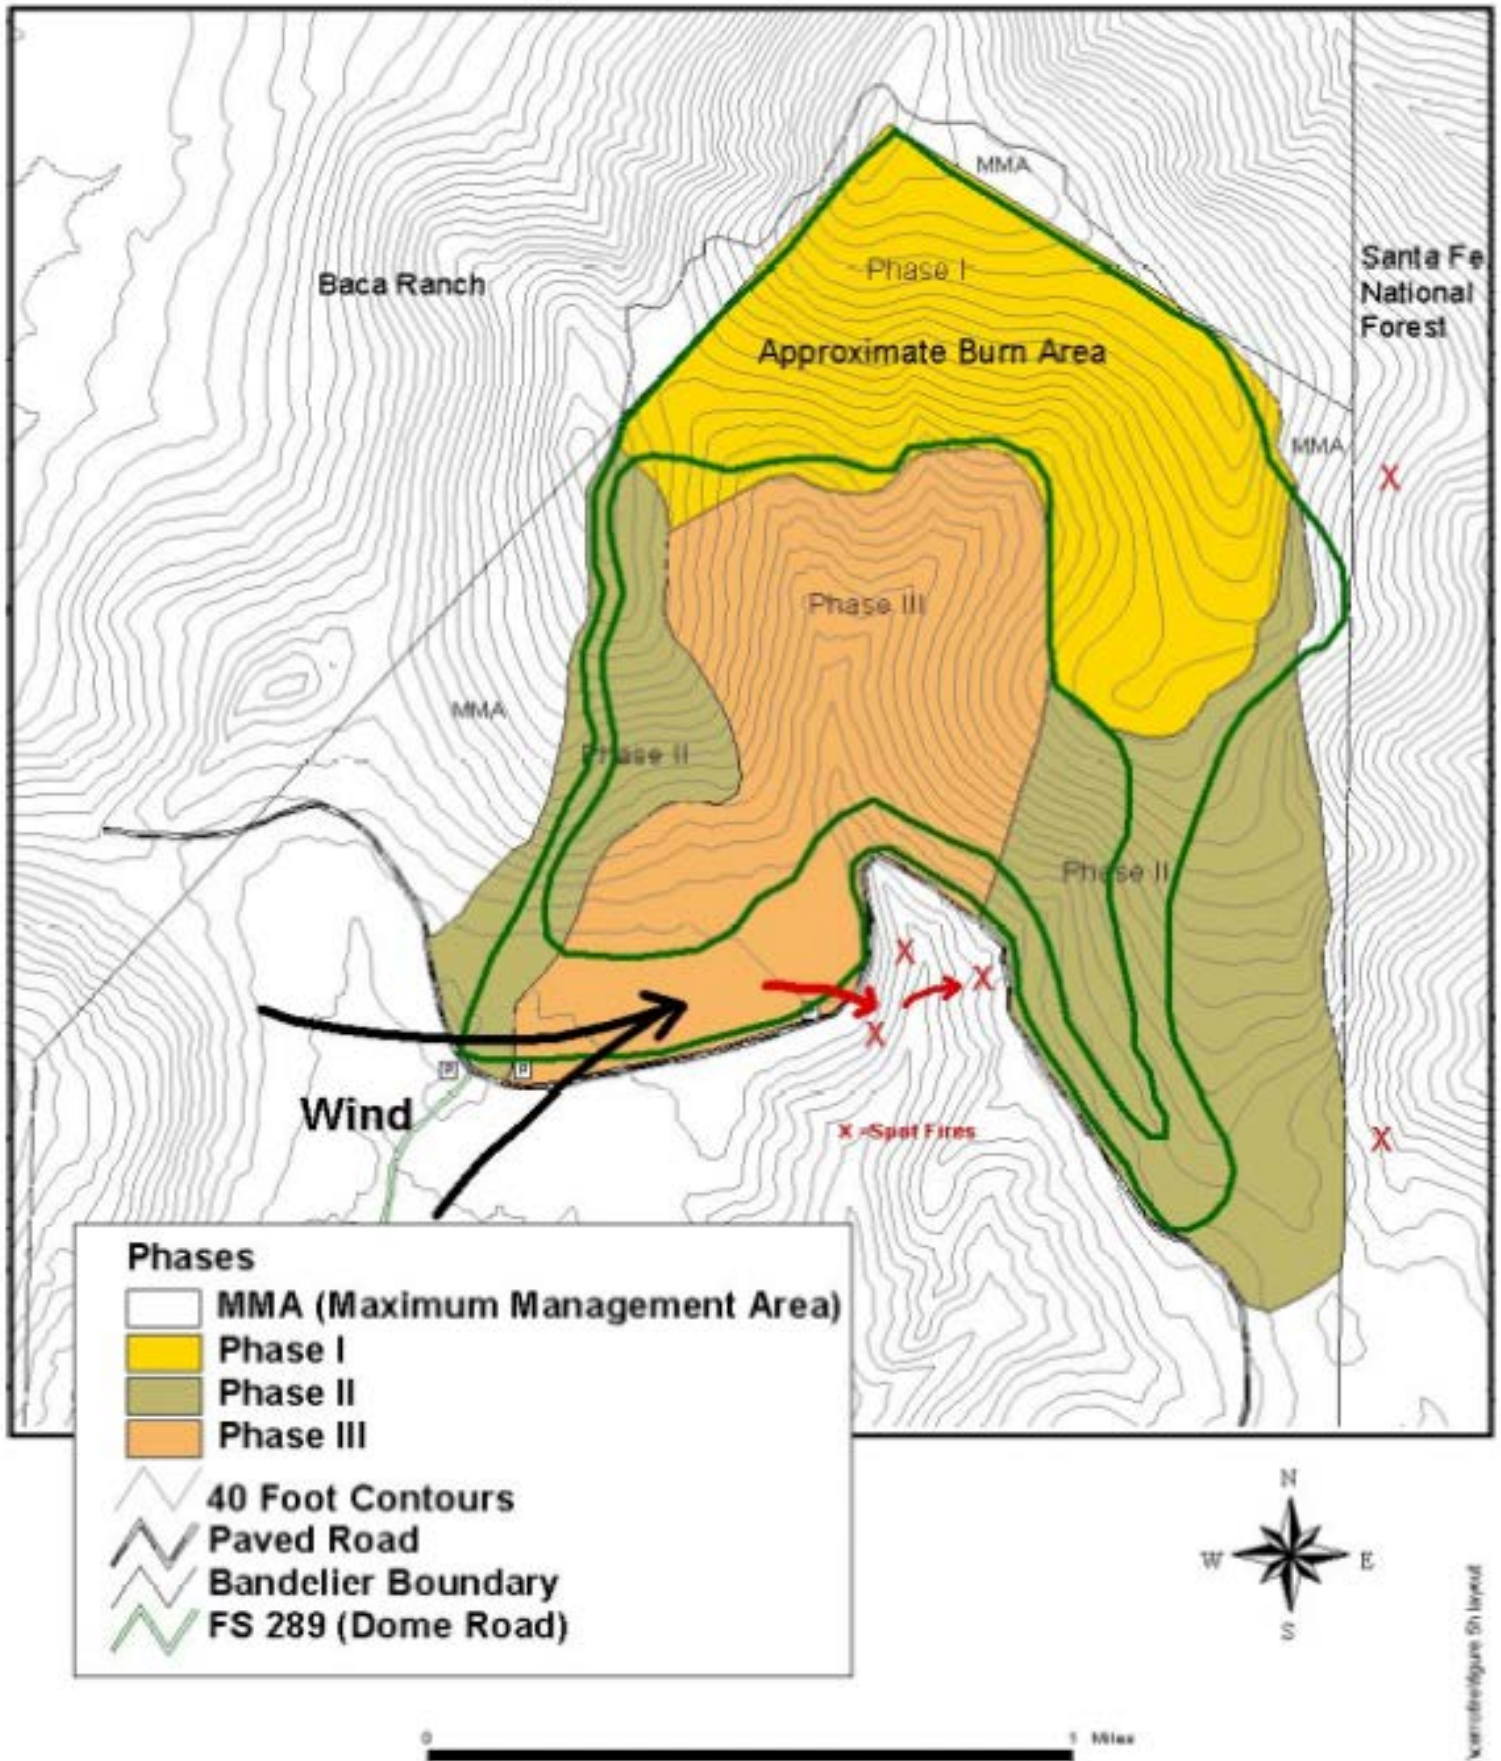 MMA
Phase I
Baca Ranch
Santa Fe
National
Forest
Approximate Burn Area
MMA
X
Phase III
MMA
Phase II
Phase II
X
X
X
Wind
P
P
X =Spot Fires
X
Phases
MMA (Maximum Management Area)
Phase I
Phase II
Phase III
40 Foot Contours
Paved Road
Bandelier Boundary
FS 289 (Dome Road)
N
W
E
S
0
1 Miles